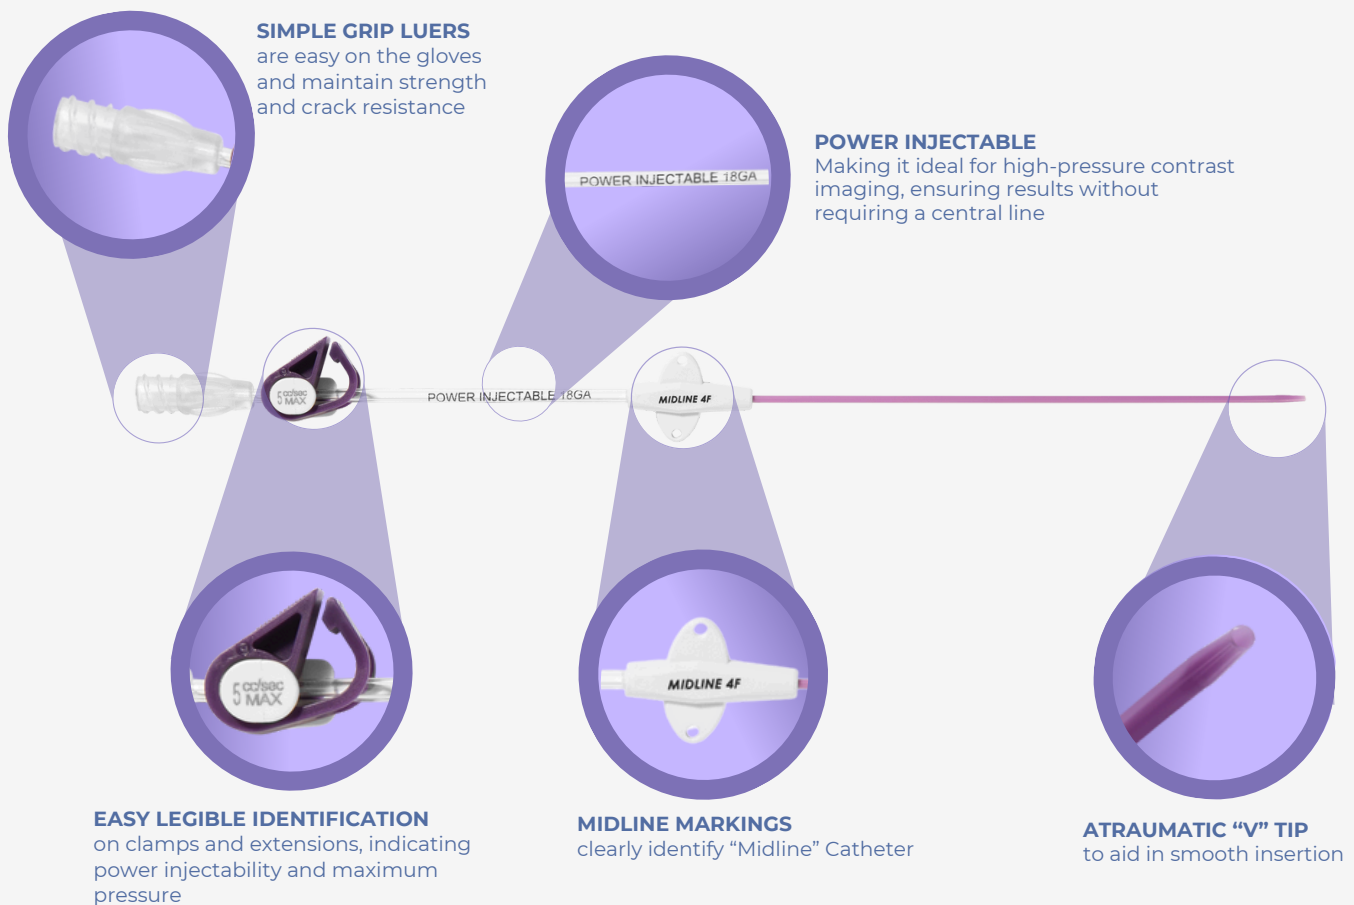 SIMPLE GRIP LUERS
are easy on the gloves
and maintain strength
and crack resistance
POWER INJECTABLE 18GA
POWER INJECTABLE
Making it ideal for high-pressure contrast
imaging, ensuring results without
requiring a central line
5 cc/sec
MAX
POWER INJECTABLE 18GA
MIDLINE 4F
5 cc/sec
MAX
MIDLINE 4F
EASY LEGIBLE IDENTIFICATION
on clamps and extensions, indicating
power injectability and maximum
pressure
MIDLINE MARKINGS
clearly identify “Midline” Catheter
ATRAUMATIC “V” TIP
to aid in smooth insertion